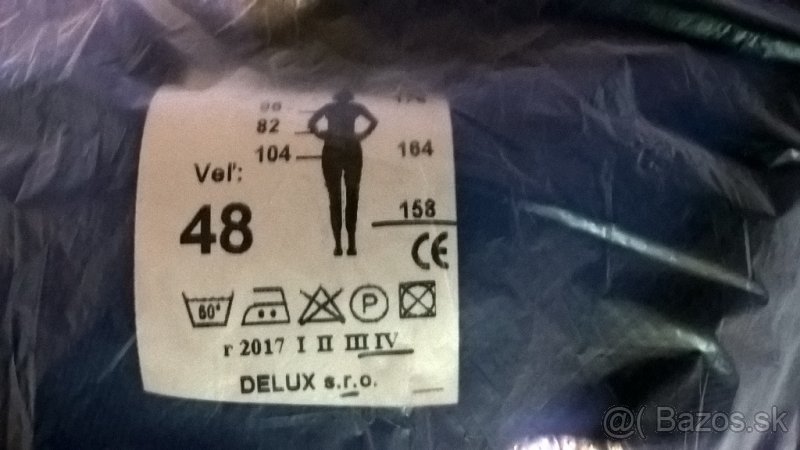 82
104 164
Veľ:
48
158
CE
60°
P
r 2017 I II III IV
DELUX s.r.o.
@( Bazos.sk